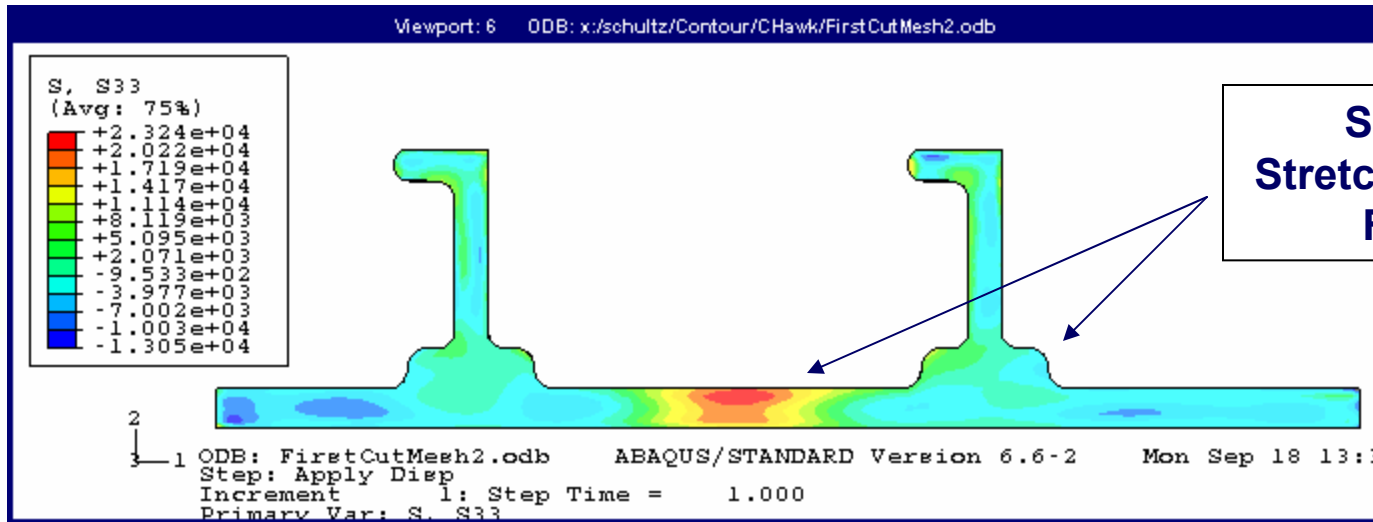 Viewport: 6 ODB: x:/schultz/Contour/CHawk/FirstCutMesh2.odb
S, S33
(Avg: 75%)
+2.324e+04
+2.022e+04
+1.719e+04
+1.417e+04
+1.114e+04
+8.119e+03
+5.095e+03
+2.071e+03
-9.533e+02
-3.977e+03
-7.002e+03
-1.003e+04
-1.305e+04
2
3 1
ODB: FirstCutMesh2.odb ABAQUS/STANDARD Version 6.6-2 Mon Sep 18
Step: Apply Disp
Increment 1: Step Time = 1.000
Primary Var: S, S33